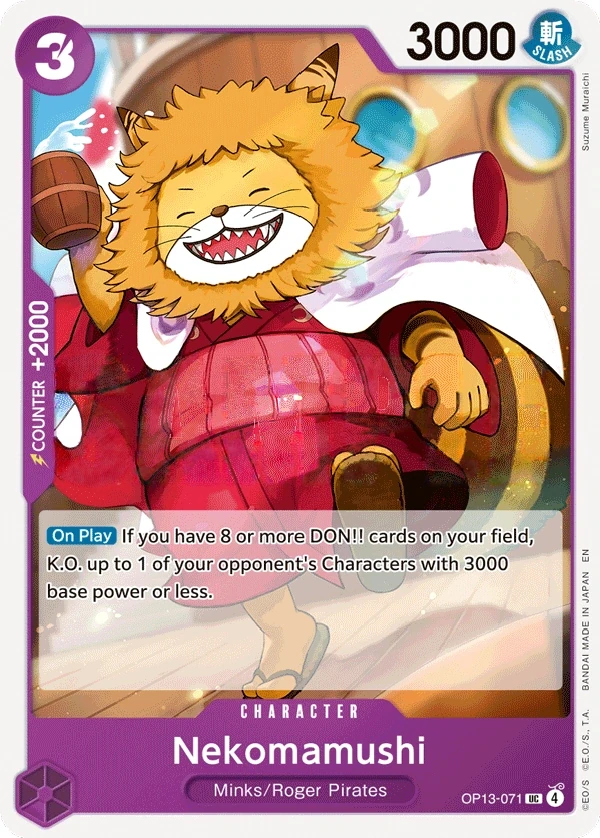 3
3000
斬
SLASH
Suzume Muraichi
COUNTER +2000
On Play If you have 8 or more DON!! cards on your field,
K.O. up to 1 of your opponent's Characters with 3000
base power or less.
CHARACTER
Nekomamushi
Minks/Roger Pirates
OP13-071 UC 4
©E.O/S ©E.O./S., T.A. BANDAI MADE IN JAPAN EN